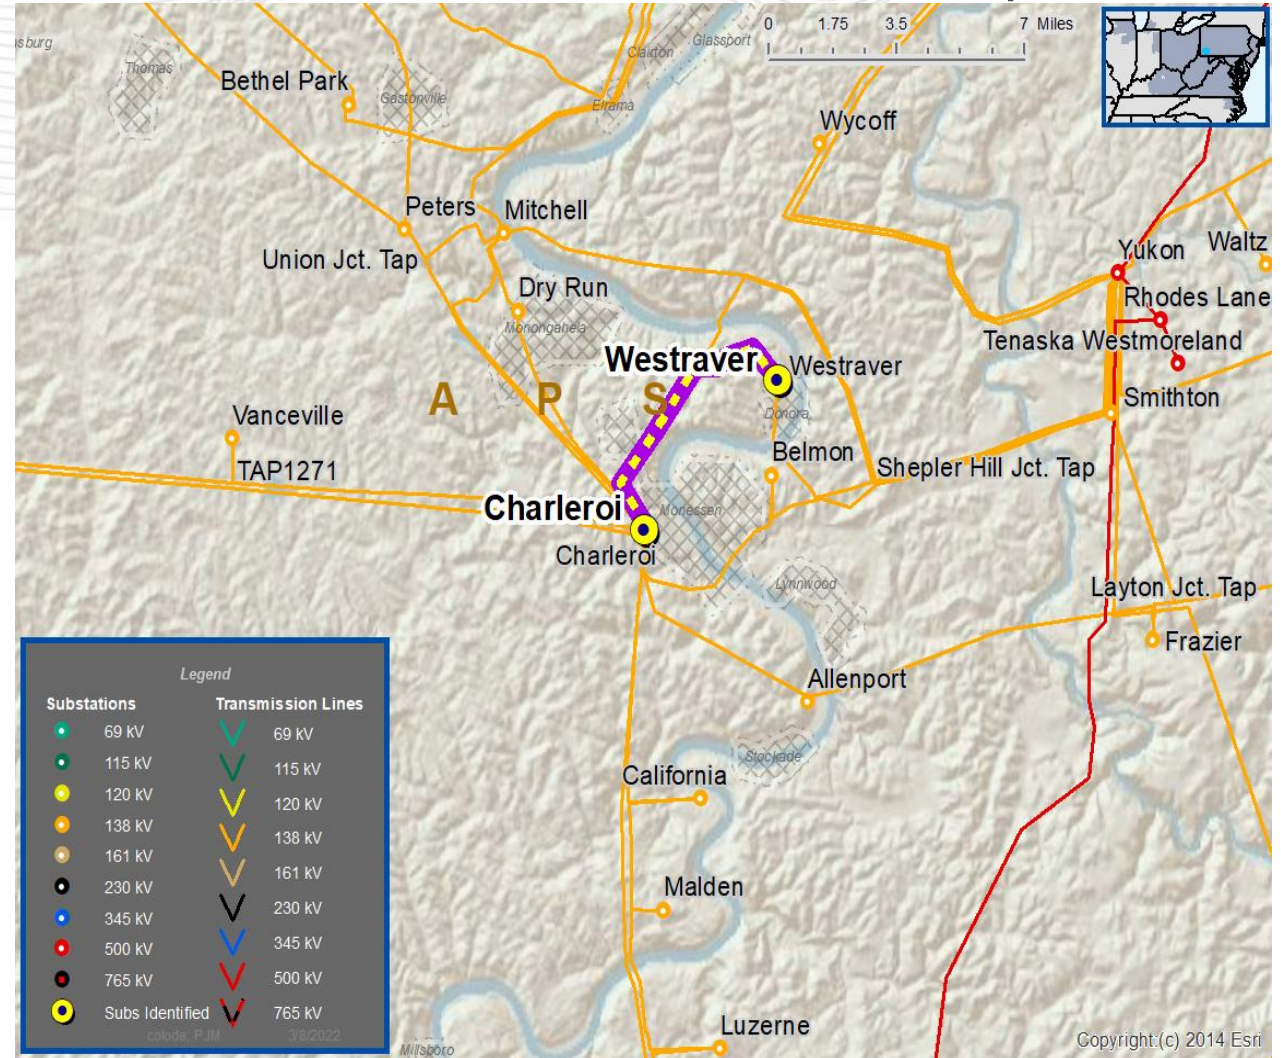 0 1.75 3.5 7 Miles
Glassport
Clairton
Thomas
Bethel Park
Gastonville
Elrama
Wycoff
Peters
Mitchell
Yukon
Waltz
Union Jct. Tap
Dry Run
Rhodes Lane
Monongahela
Tenaska Westmoreland
Westraver
Westraver
A P S
Smithton
Vanceville
Donora
Belmon
TAP1271
Shepler Hill Jct. Tap
Charleroi
Monessen
Charleroi
Lynnwood
Layton Jct. Tap
Frazier
Allenport
Stockade
California
Malden
Luzerne
Millsboro
Legend
Substations
69 kV
115 kV
120 kV
138 kV
161 kV
230 kV
345 kV
500 kV
765 kV
Subs Identified
Transmission Lines
69 kV
115 kV
120 kV
138 kV
161 kV
230 kV
345 kV
500 kV
765 kV
3/8/2022
Copyright:(c) 2014 Esri